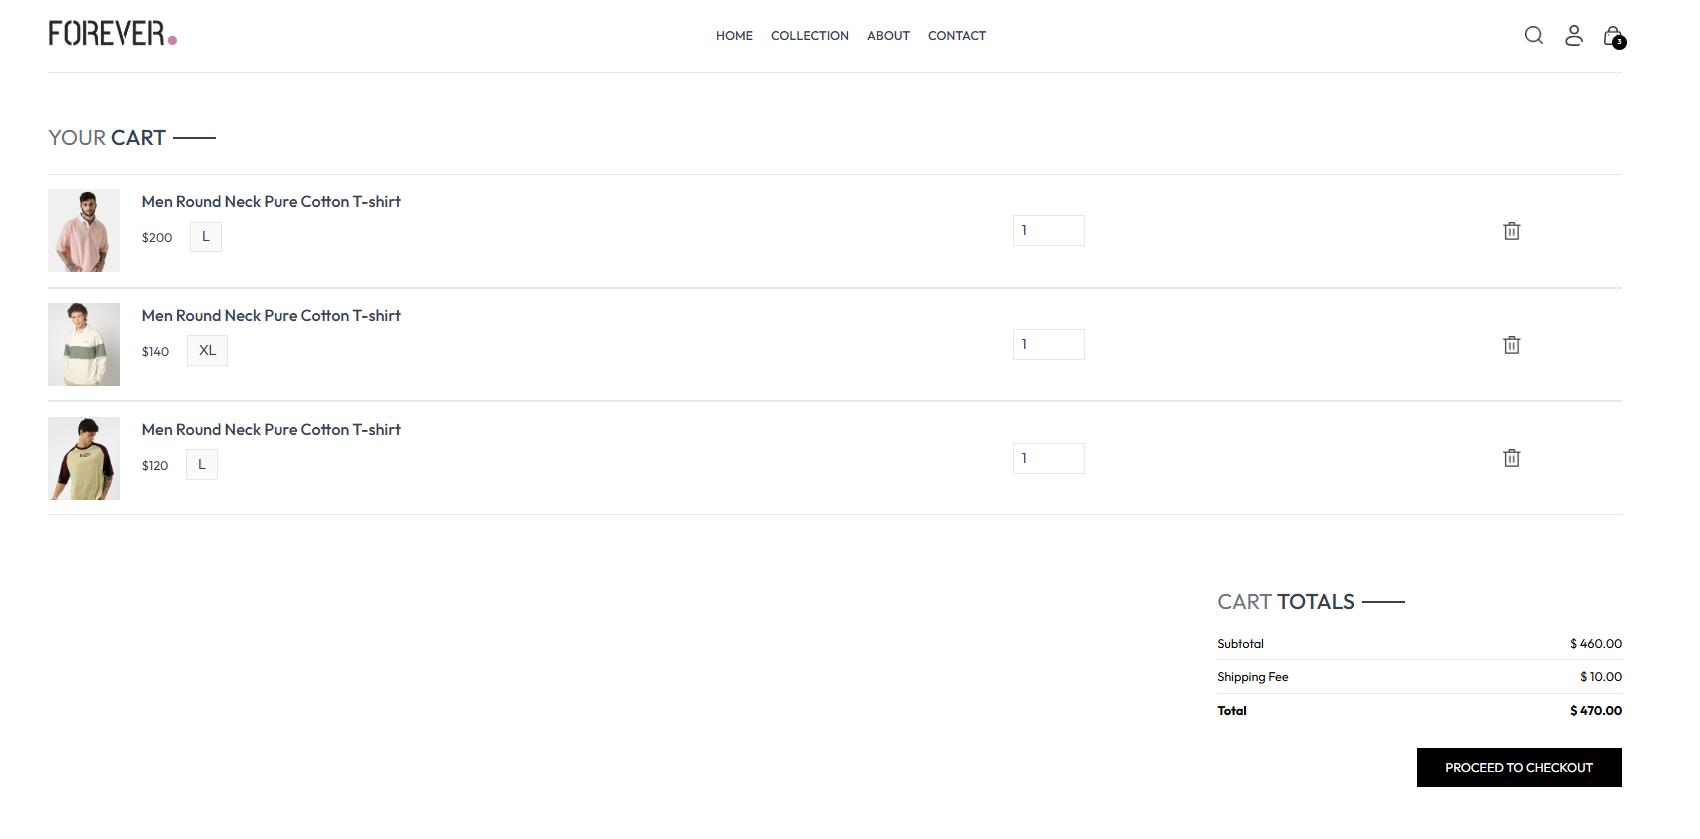 FOREVER.
HOME COLLECTION ABOUT CONTACT
3
YOUR CART
Men Round Neck Pure Cotton T-shirt
$200 L
1
Men Round Neck Pure Cotton T-shirt
$140 XL
1
Men Round Neck Pure Cotton T-shirt
$120 L
1
CART TOTALS
Subtotal $ 460.00
Shipping Fee $ 10.00
Total $ 470.00
PROCEED TO CHECKOUT